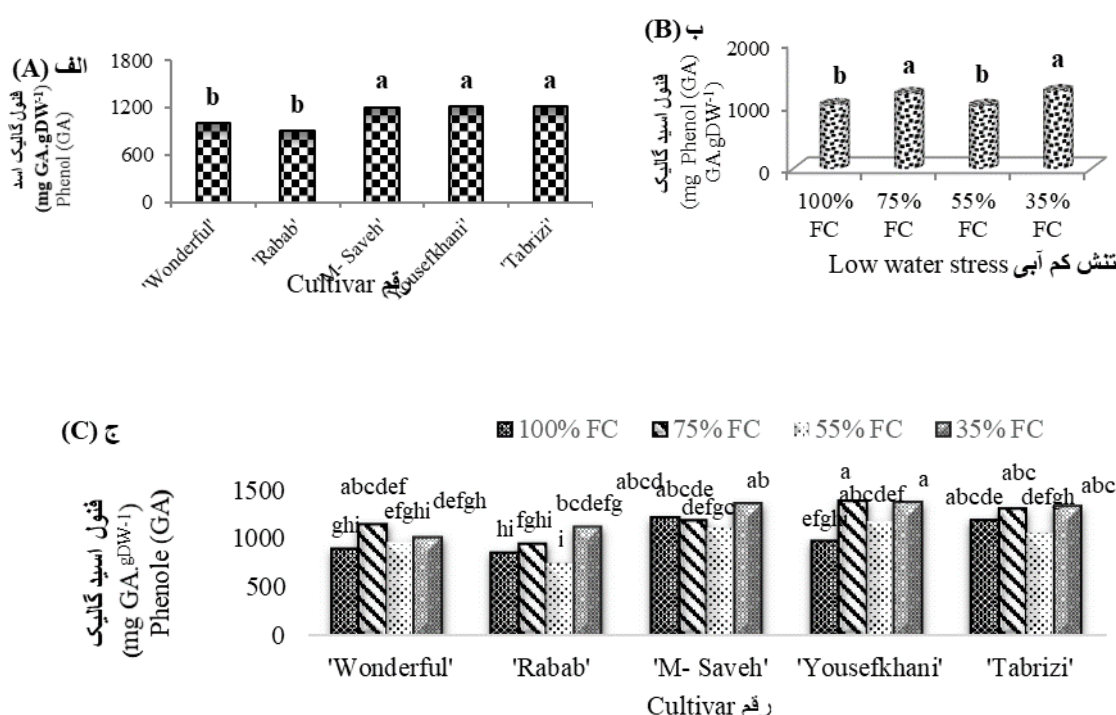 (A) الف
فنول گالیک اسد
(mg GA.gDW-1)
Phenol (GA)
1800
1200
600
0
b
b
a
a
a
'Wonderful'
'Rabab'
'M- Saveh'
'Yousefkhani'
'Tabrizi'
Cultivar رقم
(B) ب
فنول اسید گالیک
(mg Phenol (GA)
GA.gDW-1)
2000
1000
0
b
a
b
a
100% FC
75% FC
55% FC
35% FC
Low water stress تنش کم آبی
(C) ج
100% FC 75% FC 55% FC 35% FC
فنول اسید گالیک
(mg GA.gDW-1)
Phenole (GA)
1500
1000
500
0
ghi
abcdef
efghi
defgh
hi
fghi
i
bcdefg
abcd
abcde
defgc
ab
efghi
a
abcdef
a
abcde
abc
defgh
abc
'Wonderful' 'Rabab' 'M- Saveh' 'Yousefkhani' 'Tabrizi'
Cultivar رقم